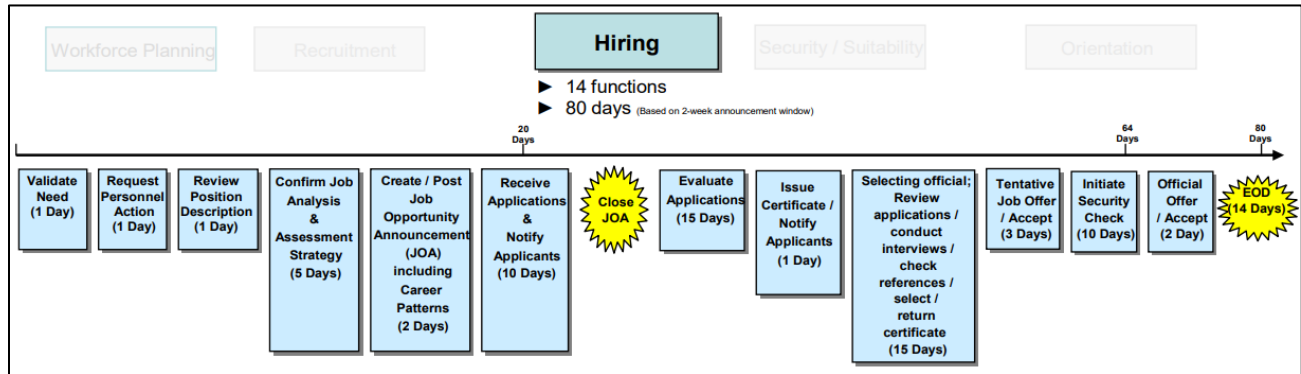 Workforce Planning
Recruitment
Hiring
Security / Suitability
Orientation
► 14 functions
► 80 days (Based on 2-week announcement window)
20
Days
64
Days
80
Days
Validate
Need
(1 Day)
Request
Personnel
Action
(1 Day)
Review
Position
Description
(1 Day)
Confirm Job
Analysis
&
Assessment
Strategy
(5 Days)
Create / Post
Job
Opportunity
Announcement
(JOA)
including
Career
Patterns
(2 Days)
Receive
Applications
&
Notify
Applicants
(10 Days)
Close
JOA
Evaluate
Applications
(15 Days)
Issue
Certificate /
Notify
Applicants
(1 Day)
Selecting official;
Review
applications /
conduct
interviews /
check
references /
select /
return
certificate
(15 Days)
Tentative
Job Offer
/ Accept
(3 Days)
Initiate
Security
Check
(10 Days)
Official
Offer
/ Accept
(2 Day)
EOD
(14 Days)